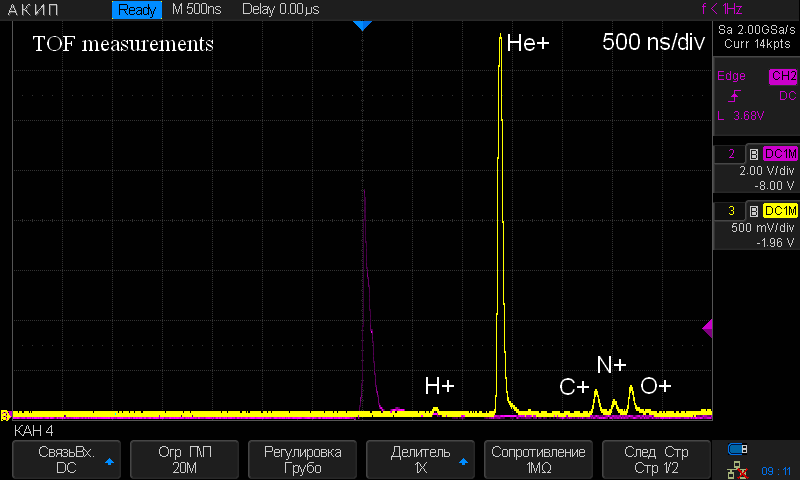 АКИП Ready M 500ns Delay 0.00µs f < 1Hz
TOF measurements
He+
500 ns/div
Sa 2.00GSa/s
Curr 14kpts
Edge CH2
DC
L 3.68V
2 DC1M
2.00 V/div
-8.00 V
3 DC1M
500 mV/div
-1.96 V
H+
C+
N+
O+
3
КАН 4
СвязьВх.
DC
Огр П\П
20M
Регулировка
Грубо
Делитель
1X
Сопротивление
1MΩ
След Стр
Стр 1/2
09:11